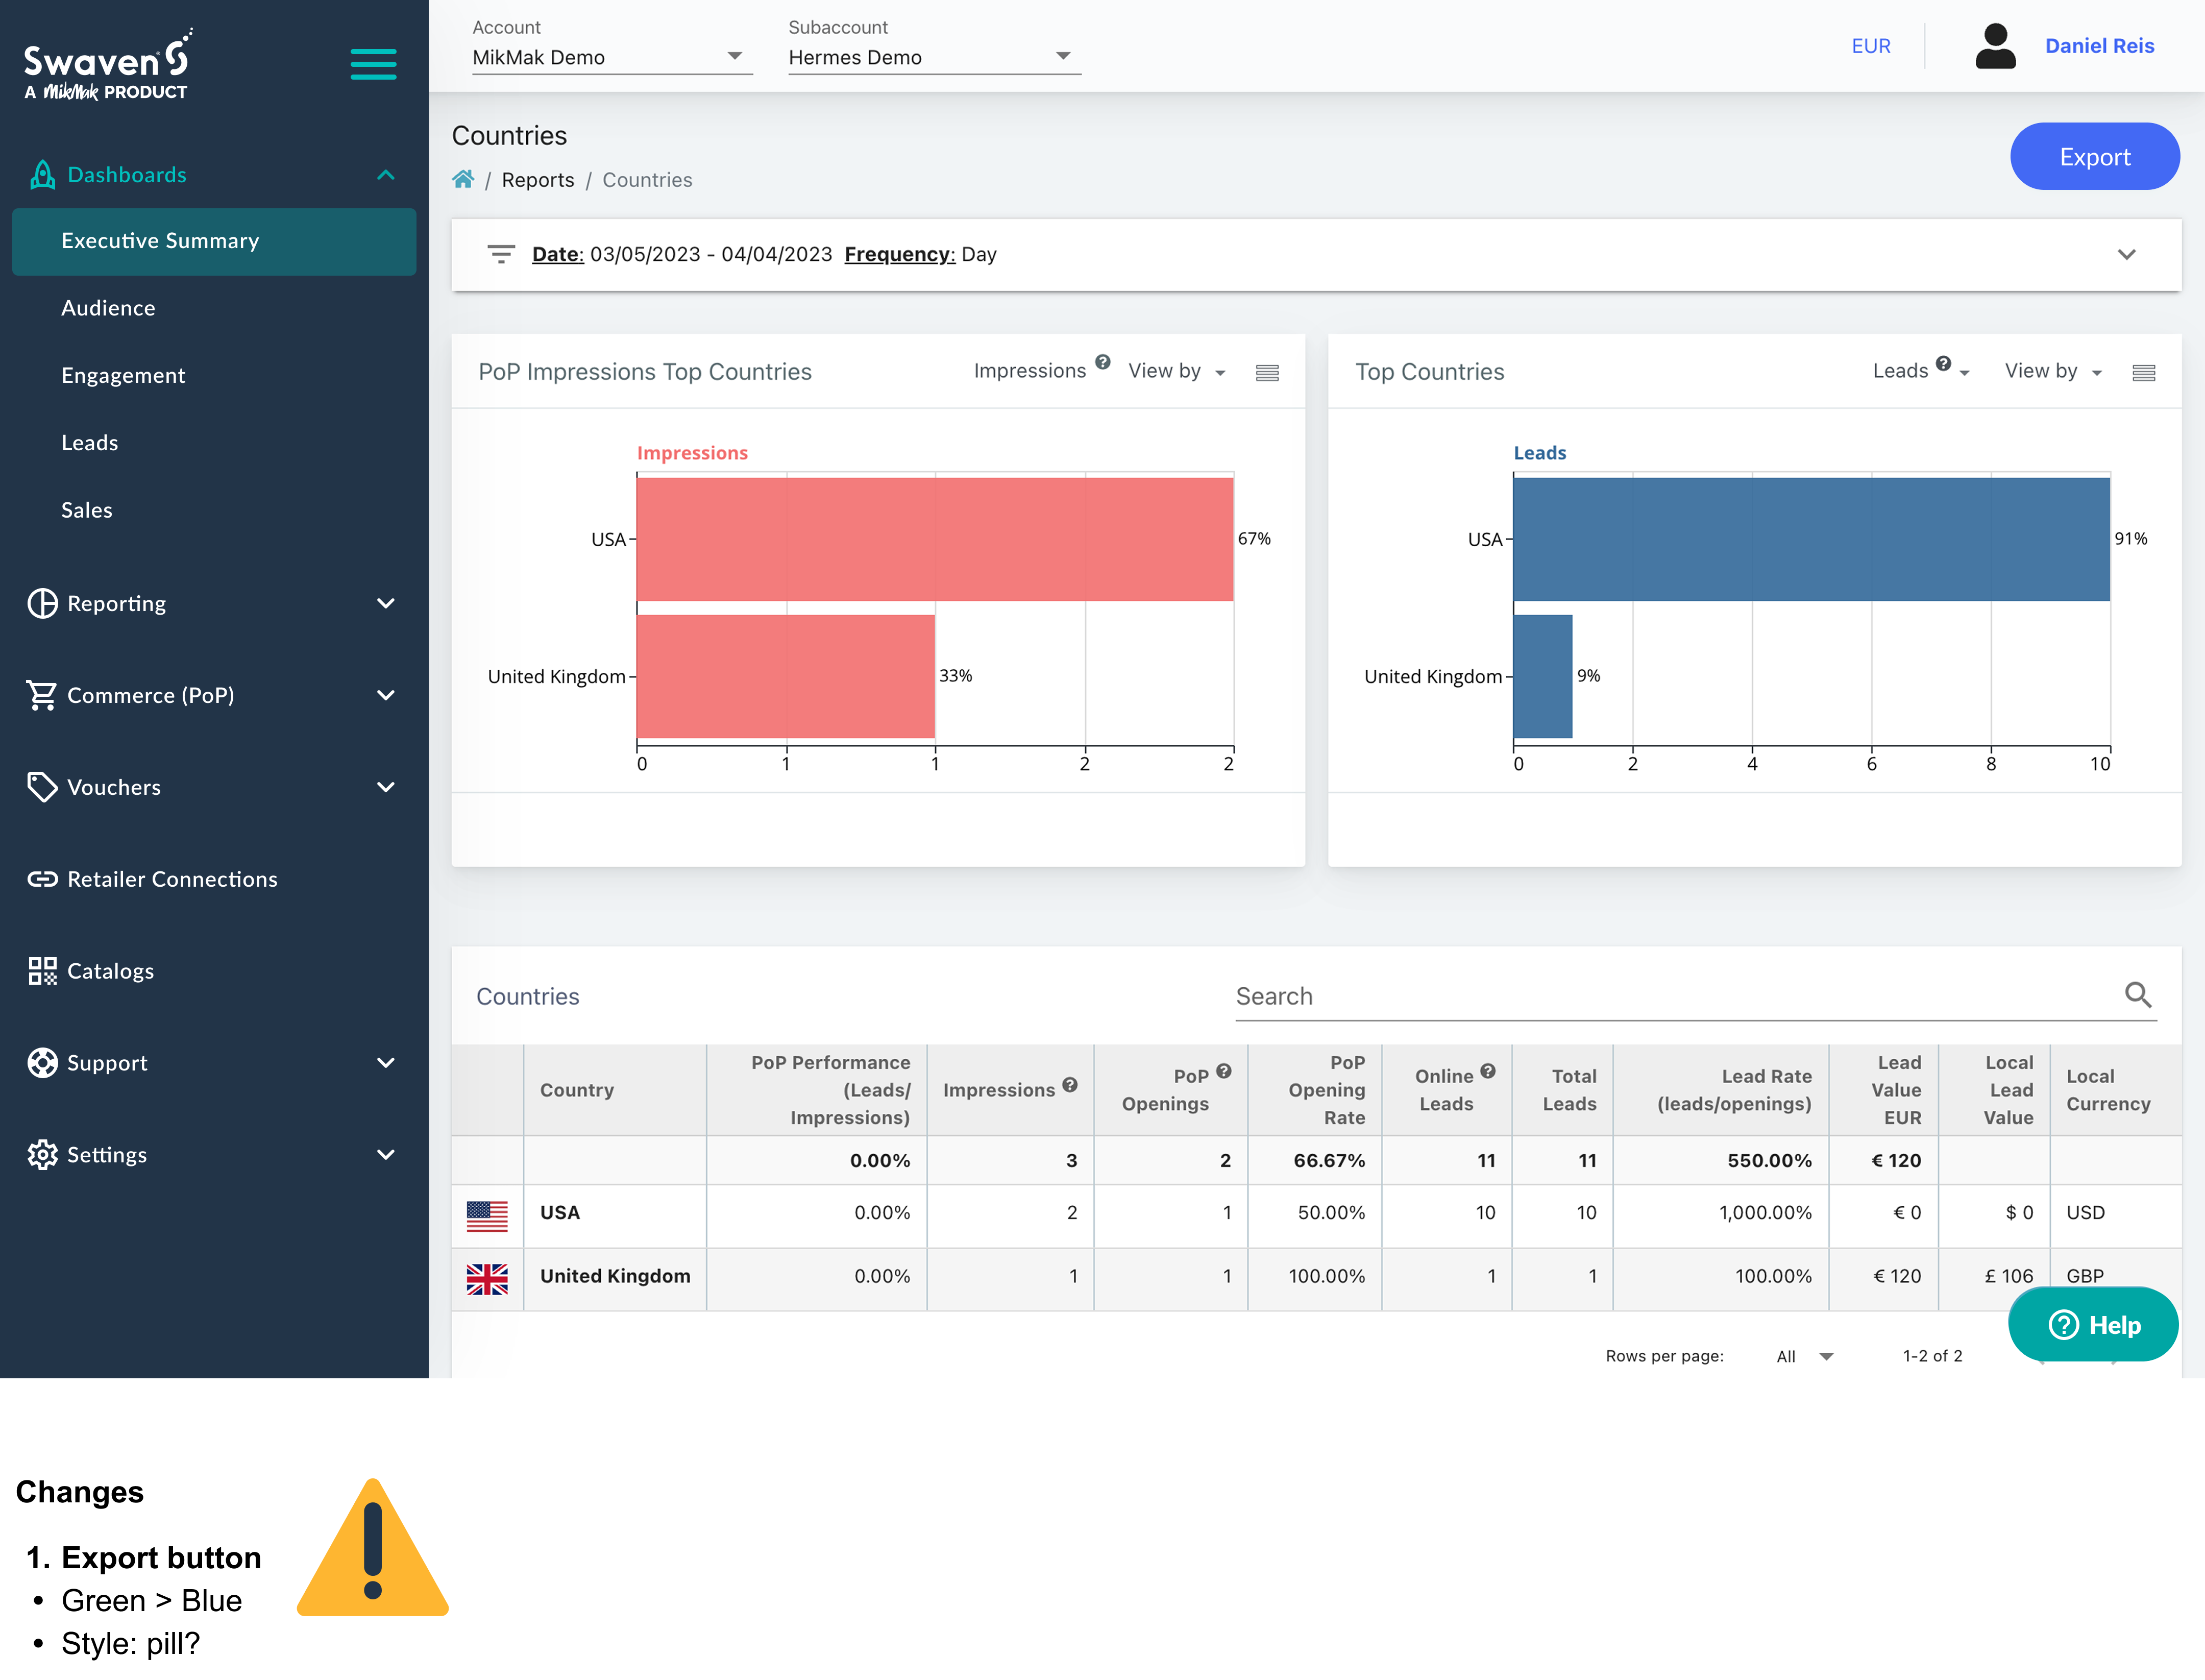 Swaven
A MikMak PRODUCT
Dashboards
Executive Summary
Audience
Engagement
Leads
Sales
Reporting
Commerce (PoP)
Vouchers
Retailer Connections
Catalogs
Support
Settings
Account
MikMak Demo
Subaccount
Hermes Demo
EUR
Daniel Reis
Countries
/ Reports / Countries
Export
Date: 03/05/2023 - 04/04/2023 Frequency: Day
PoP Impressions Top Countries Impressions ? View by
Impressions
USA 67%
United Kingdom 33%
0 1 1 2 2
Top Countries Leads ? View by
Leads
USA 91%
United Kingdom 9%
0 2 4 6 8 10
Countries
Search
Country
PoP Performance
(Leads/
Impressions)
Impressions ?
PoP ?
Openings
PoP
Opening
Rate
Online ?
Leads
Total
Leads
Lead Rate
(leads/openings)
Lead
Value
EUR
Local
Lead
Value
Local
Currency
0.00% 3 2 66.67% 11 11 550.00% € 120
USA 0.00% 2 1 50.00% 10 10 1,000.00% € 0 $ 0 USD
United Kingdom 0.00% 1 1 100.00% 1 1 100.00% € 120 £ 106 GBP
Rows per page: All 1-2 of 2
? Help
Changes
1. Export button
• Green > Blue
• Style: pill?